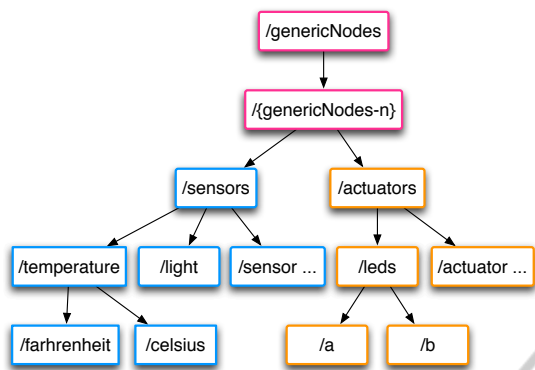 /genericNodes
/{genericNodes-n}
/sensors
/actuators
/temperature
/light
/sensor ...
/leds
/actuator ...
/farhrenheit
/celsius
/a
/b